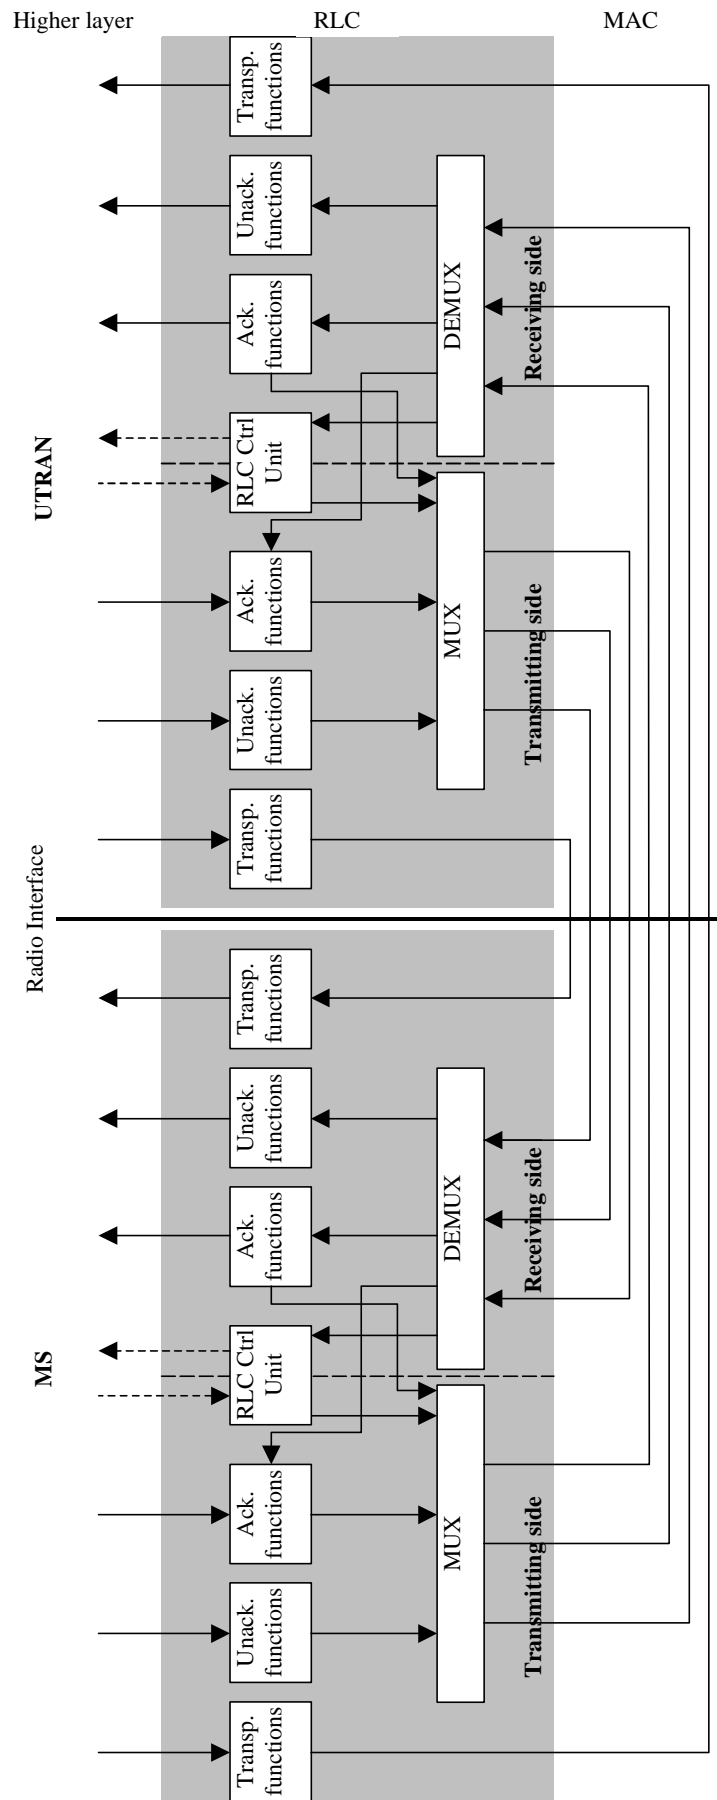 Higher layer
RLC
MAC
Transp.
functions
Unack.
functions
Ack.
functions
DEMUX
Receiving side
RLC Ctrl
Unit
UTRAN
Ack.
functions
MUX
Transmitting side
Unack.
functions
Transp.
functions
Radio Interface
Transp.
functions
Unack.
functions
Ack.
functions
DEMUX
Receiving side
RLC Ctrl
Unit
MS
Ack.
functions
MUX
Transmitting side
Unack.
functions
Transp.
functions